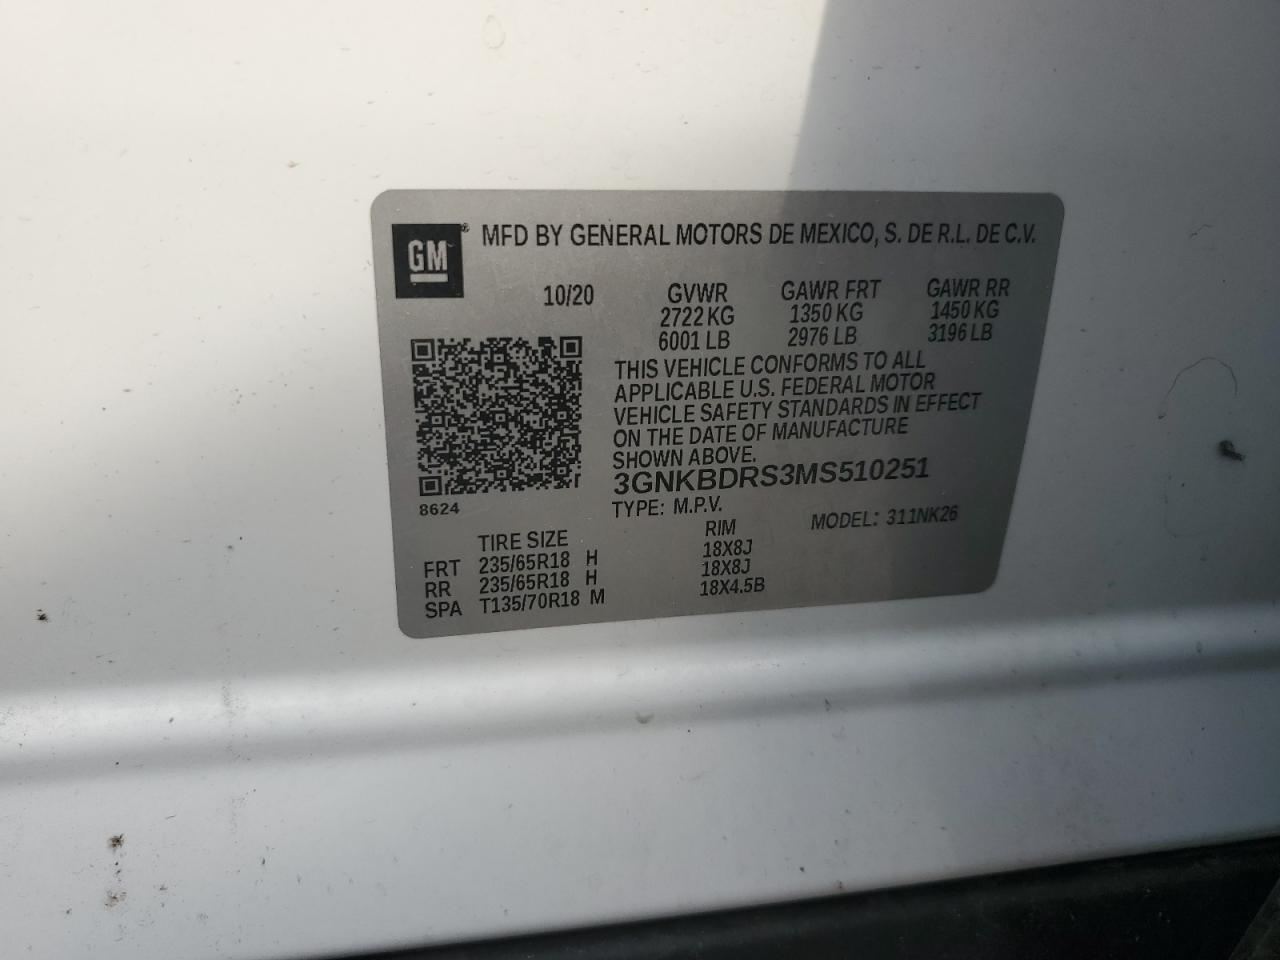 GM® MFD BY GENERAL MOTORS DE MEXICO, S. DE R.L. DE C.V.
10/20 GVWR GAWR FRT GAWR RR
2722 KG 1350 KG 1450 KG
6001 LB 2976 LB 3196 LB
THIS VEHICLE CONFORMS TO ALL
APPLICABLE U.S. FEDERAL MOTOR
VEHICLE SAFETY STANDARDS IN EFFECT
ON THE DATE OF MANUFACTURE
SHOWN ABOVE.
3GNKBDRS3MS510251
8624
TYPE: M.P.V. MODEL: 311NK26
TIRE SIZE RIM
FRT 235/65R18 H 18X8J
RR 235/65R18 H 18X8J
SPA T135/70R18 M 18X4.5B